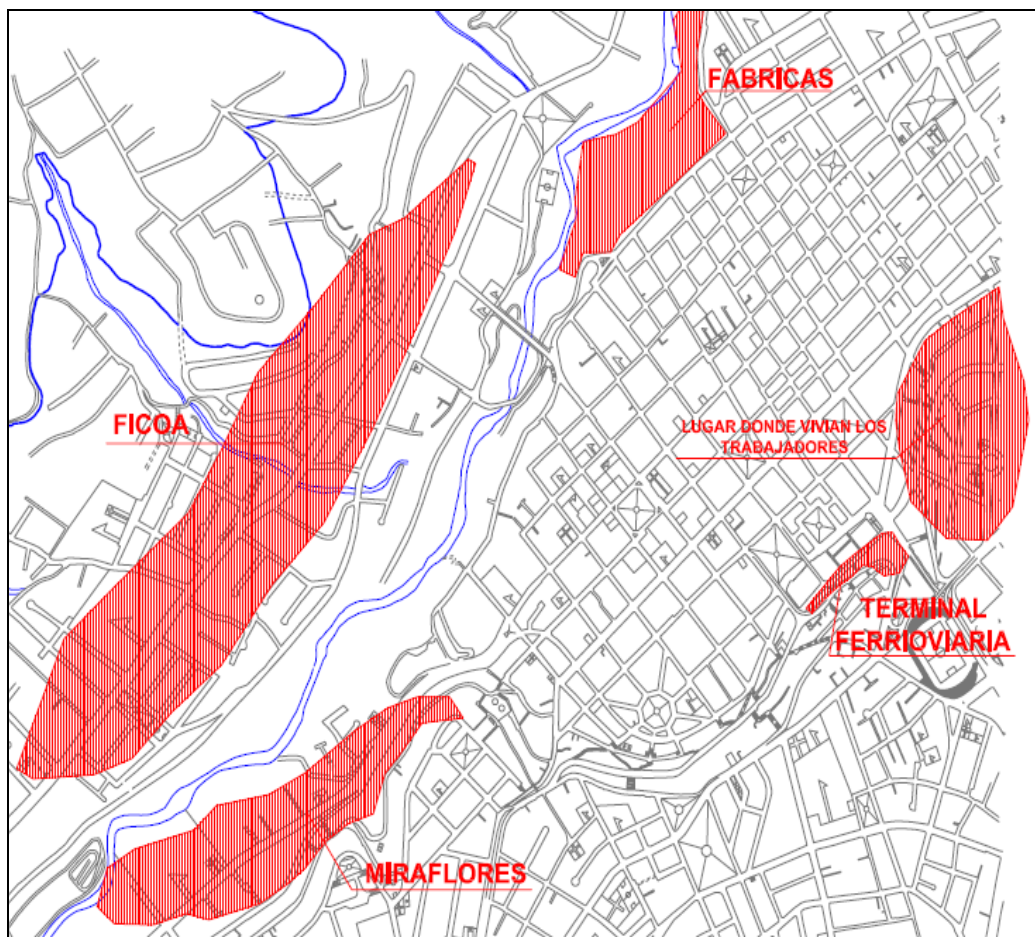 FABRICAS
FICOA
LUGAR DONDE VIVIAN LOS
TRABAJADORES
TERMINAL
FERRIOVIARIA
MIRAFLORES